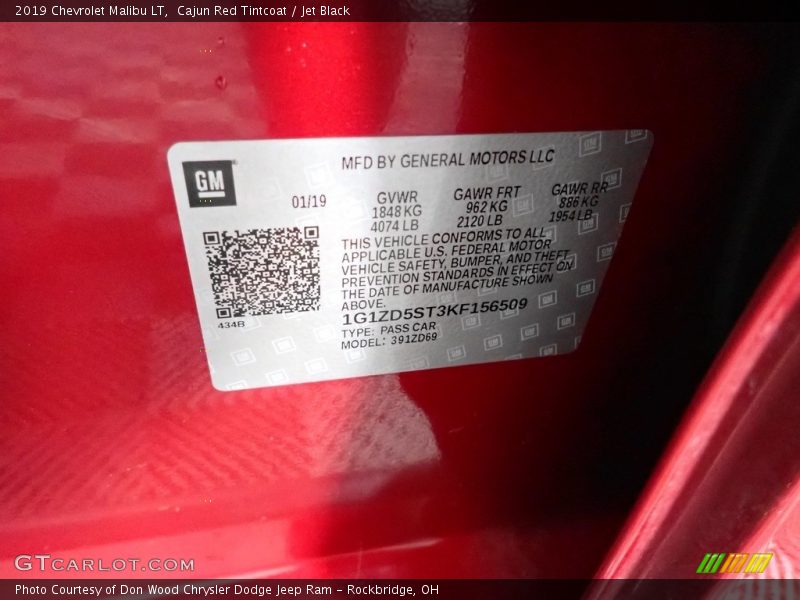 2019 Chevrolet Malibu LT,  Cajun Red Tintcoat / Jet Black
MFD BY GENERAL MOTORS LLC
GM
01/19
GVWR
1848 KG
4074 LB
GAWR FRT
962 KG
2120 LB
GAWR RR
886 KG
1954 LB
THIS VEHICLE CONFORMS TO ALL
APPLICABLE U.S. FEDERAL MOTOR
VEHICLE SAFETY, BUMPER, AND THEFT
PREVENTION STANDARDS IN EFFECT ON
THE DATE OF MANUFACTURE SHOWN
ABOVE.
434B
1G1ZD5ST3KF156509
TYPE: PASS CAR
MODEL: 391ZD69
GTCARLOT.COM
Photo Courtesy of Don Wood Chrysler Dodge Jeep Ram – Rockbridge, OH